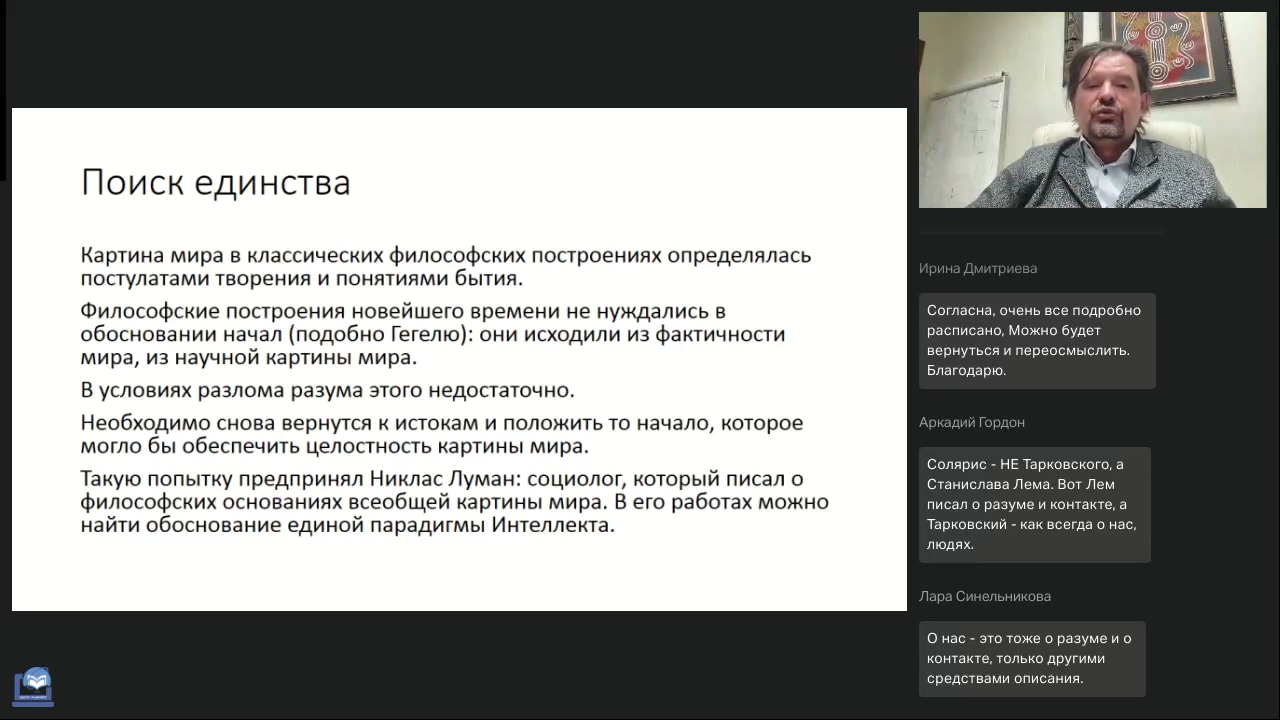 Поиск единства
Картина мира в классических философских построениях определялась
постулатами творения и понятиями бытия.
Философские построения новейшего времени не нуждались в
обосновании начал (подобно Гегелю): они исходили из фактичности
мира, из научной картины мира.
В условиях разлома разума этого недостаточно.
Необходимо снова вернутся к истокам и положить то начало, которое
могло бы обеспечить целостность картины мира.
Такую попытку предпринял Никлас Луман: социолог, который писал о
философских основаниях всеобщей картины мира. В его работах можно
найти обоснование единой парадигмы Интеллекта.
Ирина Дмитриева
Согласна, очень все подробно
расписано, Можно будет
вернуться и переосмыслить.
Благодарю.
Аркадий Гордон
Солярис - НЕ Тарковского, а
Станислава Лема. Вот Лем
писал о разуме и контакте, а
Тарковский - как всегда о нас,
людях.
Лара Синельникова
О нас - это тоже о разуме и о
контакте, только другими
средствами описания.